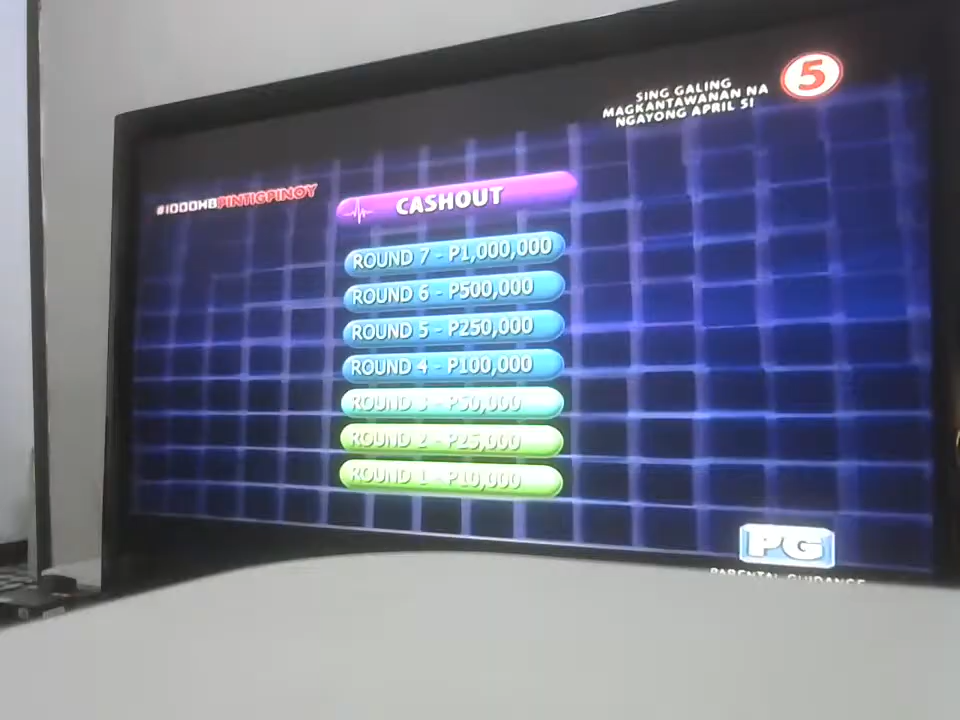 5
SING GALING
MAGKANTAWANAN NA
NGAYONG APRIL 5!
#1000HBPINTIGPINOY
CASHOUT
ROUND 7 - P1,000,000
ROUND 6 - P500,000
ROUND 5 - P250,000
ROUND 4 - P100,000
ROUND 3 - P50,000
ROUND 2 - P25,000
ROUND 1 - P10,000
PG
PARENTAL GUIDANCE